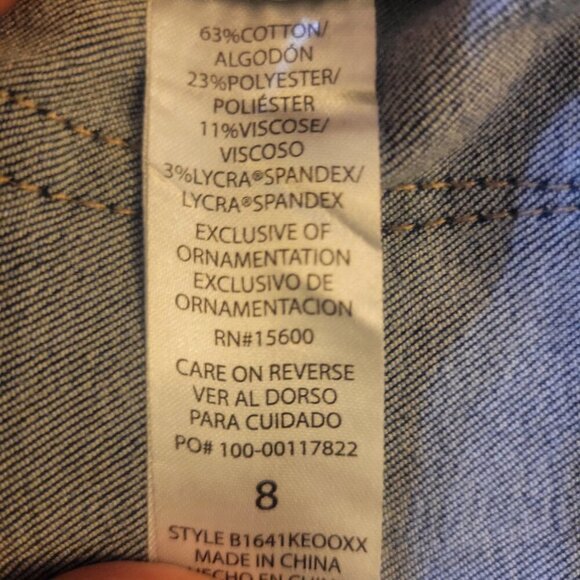 63%COTTON/
ALGODÓN
23%POLYESTER/
POLIÉSTER
11%VISCOSE/
VISCOSO
3%LYCRA®SPANDEX/
LYCRA®SPANDEX
EXCLUSIVE OF
ORNAMENTATION
EXCLUSIVO DE
ORNAMENTACION
RN#15600
CARE ON REVERSE
VER AL DORSO
PARA CUIDADO
PO# 100-00117822
8
STYLE B1641KEOOXX
MADE IN CHINA
HECHO EN